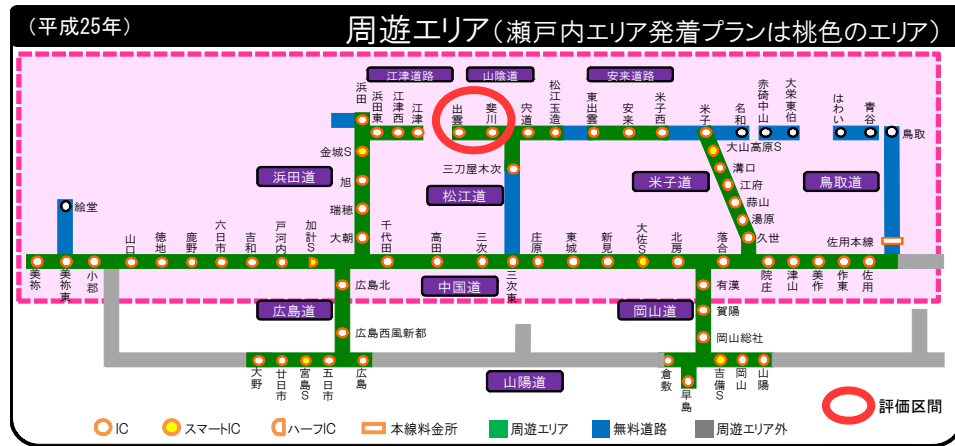 (平成25年)
周遊エリア(瀬戸内エリア発着プランは桃色のエリア)
江津道路
山陰道
安来道路
浜田
浜田東
江津西
江津
出雲
斐川
宍道
松江玉造
東出雲
安来
米子西
米子
名和
赤碕中山
大栄東伯
はわい
青谷
鳥取
金城S
旭
瑞穂
大朝
浜田道
三刀屋木次
松江道
米子道
大山高原S
溝口
江府
蒜山
湯原
久世
鳥取道
佐用本線
絵堂
山口
徳地
鹿野
六日市
吉和
戸河内
加計S
千代田
高田
三次
庄原
東城
新見
大佐S
北房
落合
美祢
美祢東
小郡
三次東
院庄
津山
美作
作東
佐用
広島北
中国道
有漢
広島道
岡山道
賀陽
広島西風新都
岡山総社
大野
廿日市
宮島S
五日市
広島
山陽道
倉敷
早島
吉備S
岡山
山陽
評価区間
IC
スマートIC
ハーフIC
本線料金所
周遊エリア
無料道路
周遊エリア外